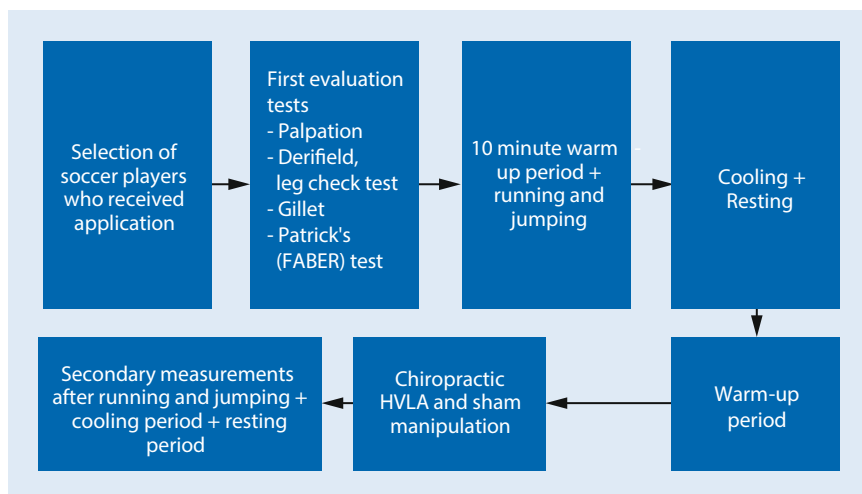 Selection of
soccer players
who received
application
First evaluation
tests
- Palpation
- Derifield,
leg check test
- Gillet
- Patrick's
(FABER) test
10 minute warm -
up period +
running and
jumping
Cooling +
Resting
Warm-up
period
Chiropractic
HVLA and sham
manipulation
Secondary measurements
after running and jumping +
cooling period + resting
period